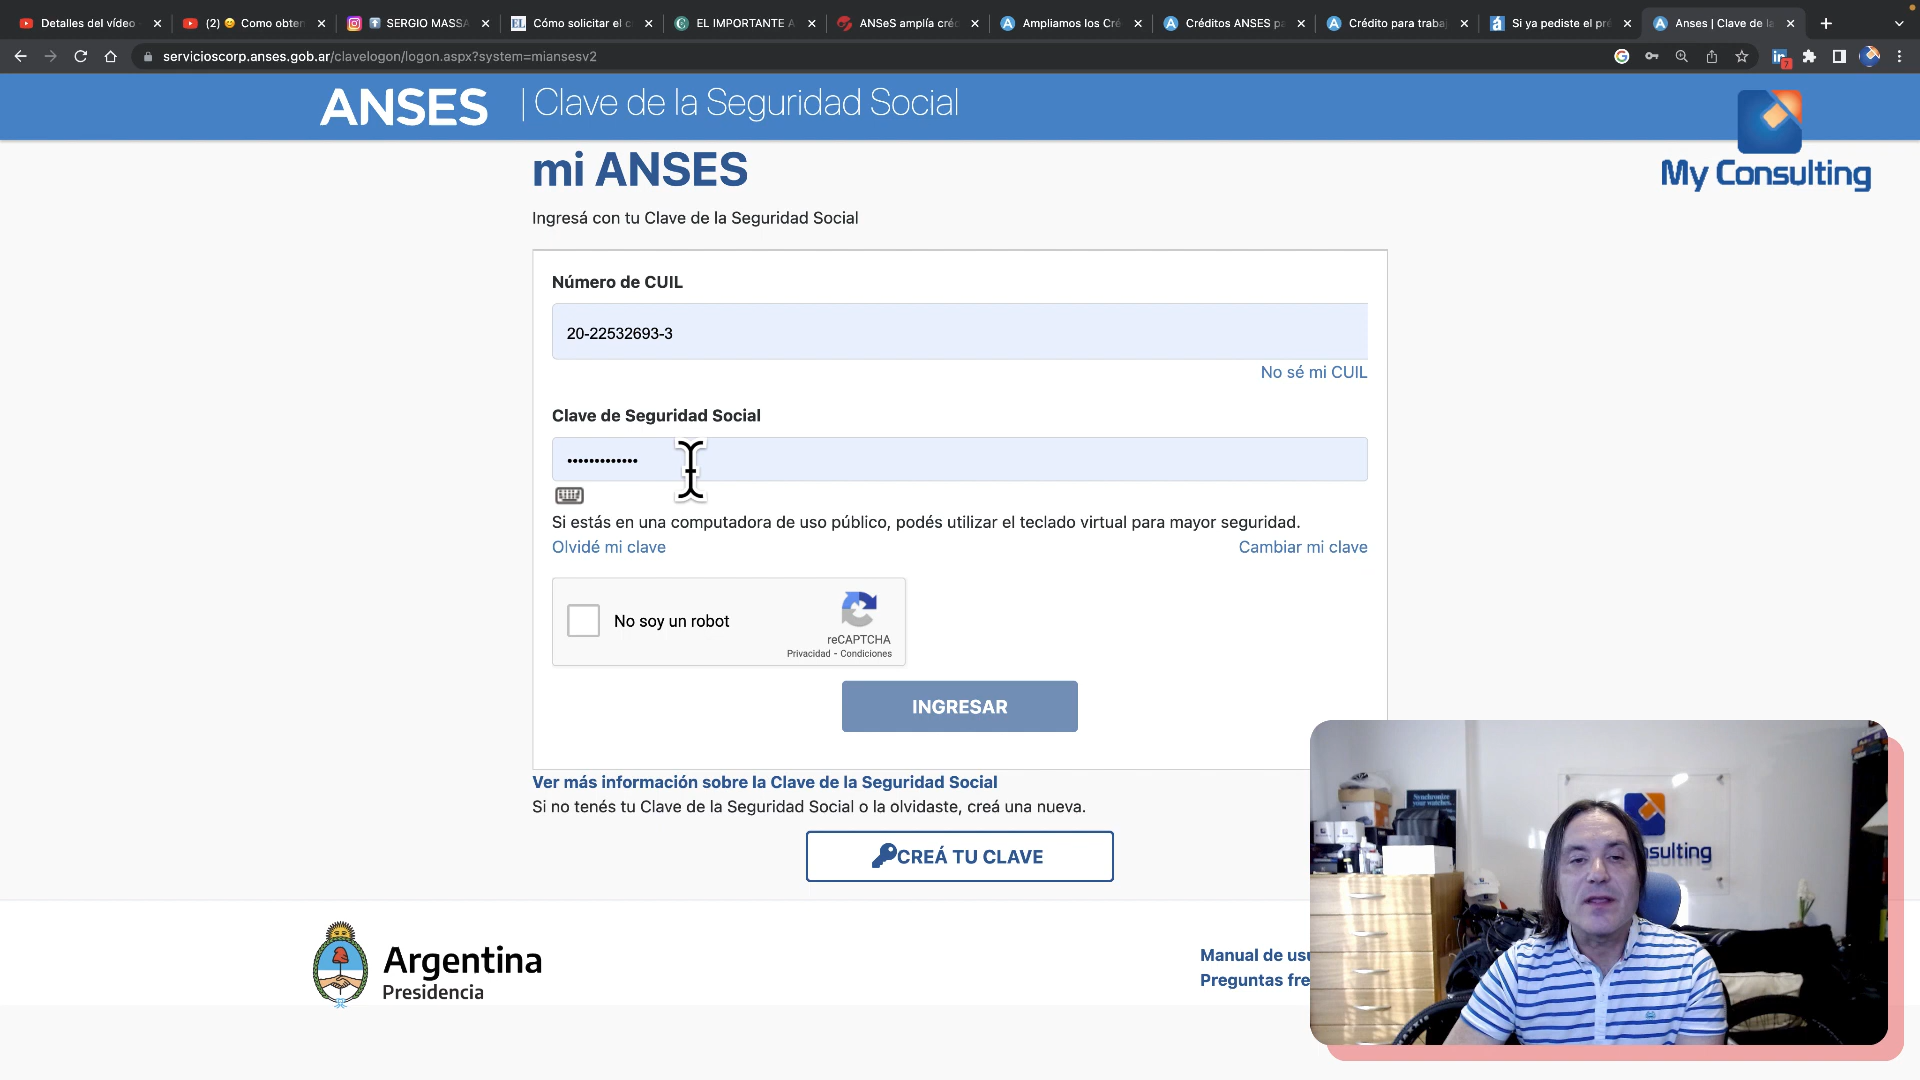 Detalles del vídeo
(2) 😊 Como obten
SERGIO MASSA
Cómo solicitar el c
EL IMPORTANTE A
ANSeS amplía créc
Ampliamos los Cré
Créditos ANSES pa
Crédito para trabaj
Si ya pediste el pré
Anses | Clave de la
servicioscorp.anses.gob.ar/clavelogon/logon.aspx?system=miansesv2
ANSES | Clave de la Seguridad Social
My Consulting
mi ANSES
Ingresá con tu Clave de la Seguridad Social
Número de CUIL
20-22532693-3
No sé mi CUIL
Clave de Seguridad Social
•••••••••••••
Si estás en una computadora de uso público, podés utilizar el teclado virtual para mayor seguridad.
Olvidé mi clave
Cambiar mi clave
No soy un robot
reCAPTCHA
Privacidad - Condiciones
INGRESAR
Ver más información sobre la Clave de la Seguridad Social
Si no tenés tu Clave de la Seguridad Social o la olvidaste, creá una nueva.
CREÁ TU CLAVE
Argentina
Presidencia
Manual de usu
Preguntas fre
Synchronize
your watches.
nsulting